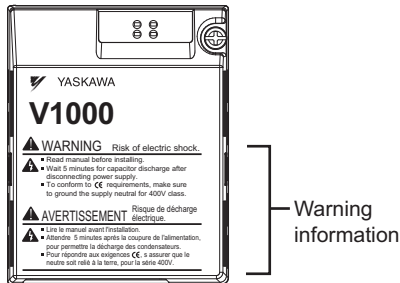 YASKAWA
V1000
WARNING Risk of electric shock.
Read manual before installing.
Wait 5 minutes for capacitor discharge after
disconnecting power supply.
To conform to CE requirements, make sure
to ground the supply neutral for 400V class.
AVERTISSEMENT Risque de décharge
électrique.
Lire le manuel avant l'installation.
Attendre 5 minutes après la coupure de l'alimentation,
pour permettre la décharge des condensateurs.
Pour répondre aux exigences CE, s assurer que le
neutre soit relié à la terre, pour la série 400V.
Warning
information